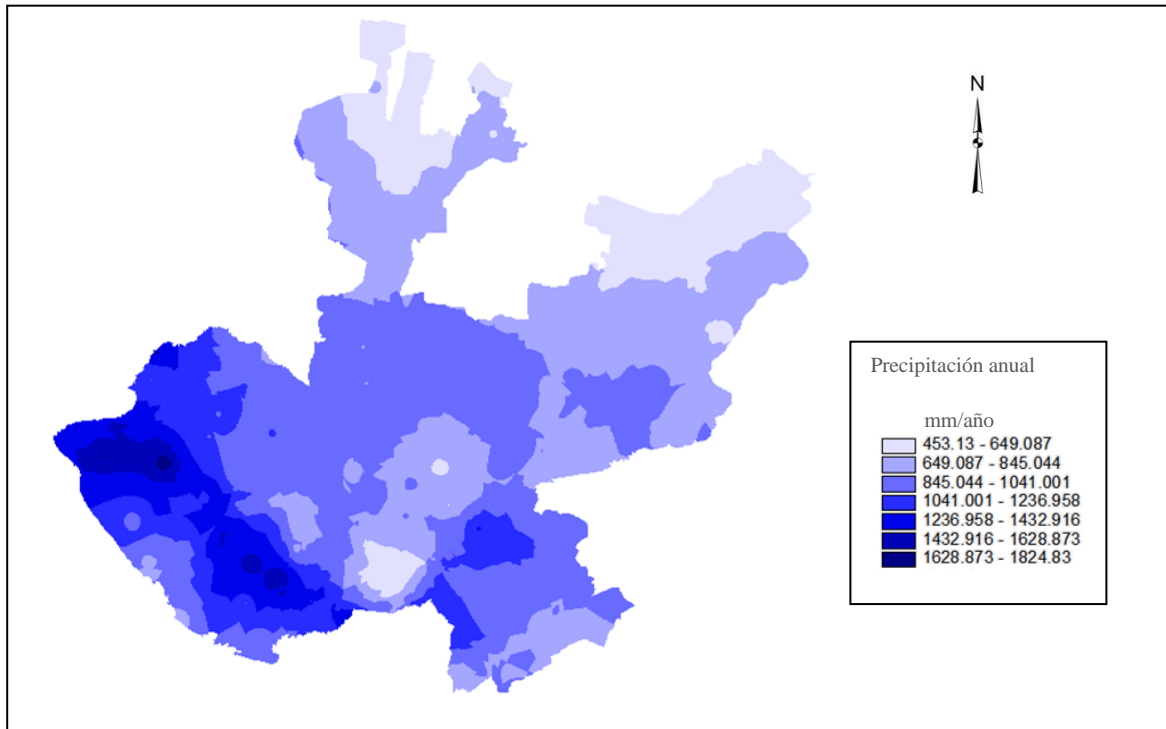 N
Precipitación anual
mm/año
453.13 - 649.087
649.087 - 845.044
845.044 - 1041.001
1041.001 - 1236.958
1236.958 - 1432.916
1432.916 - 1628.873
1628.873 - 1824.83